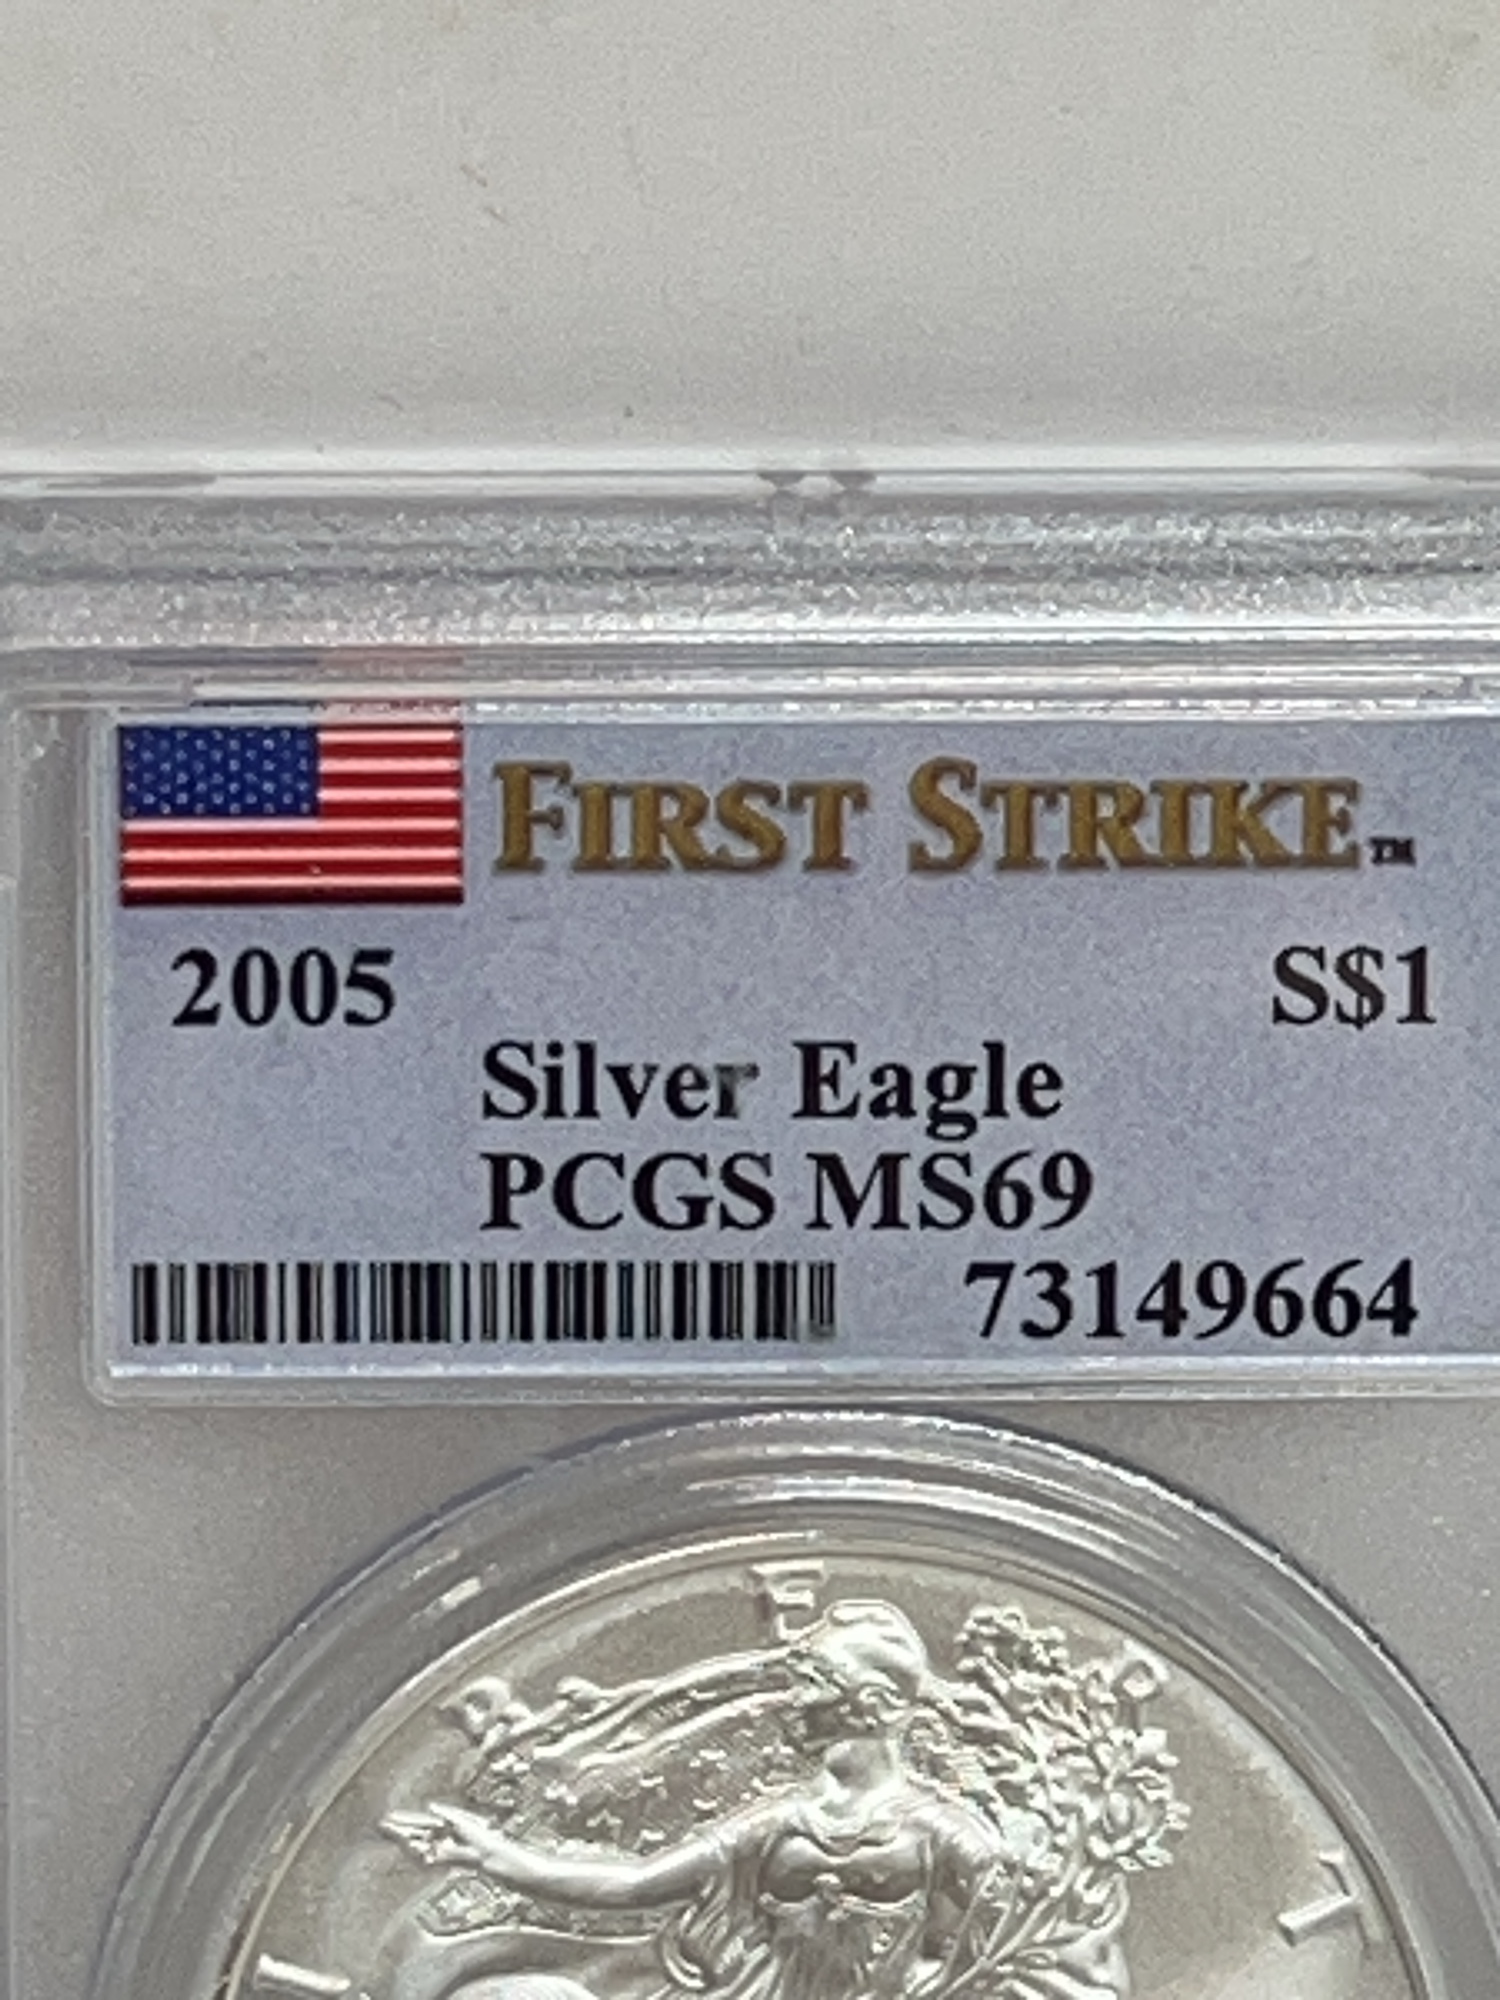 FIRST STRIKE™
2005 S$1
Silver Eagle
PCGS MS69
73149664